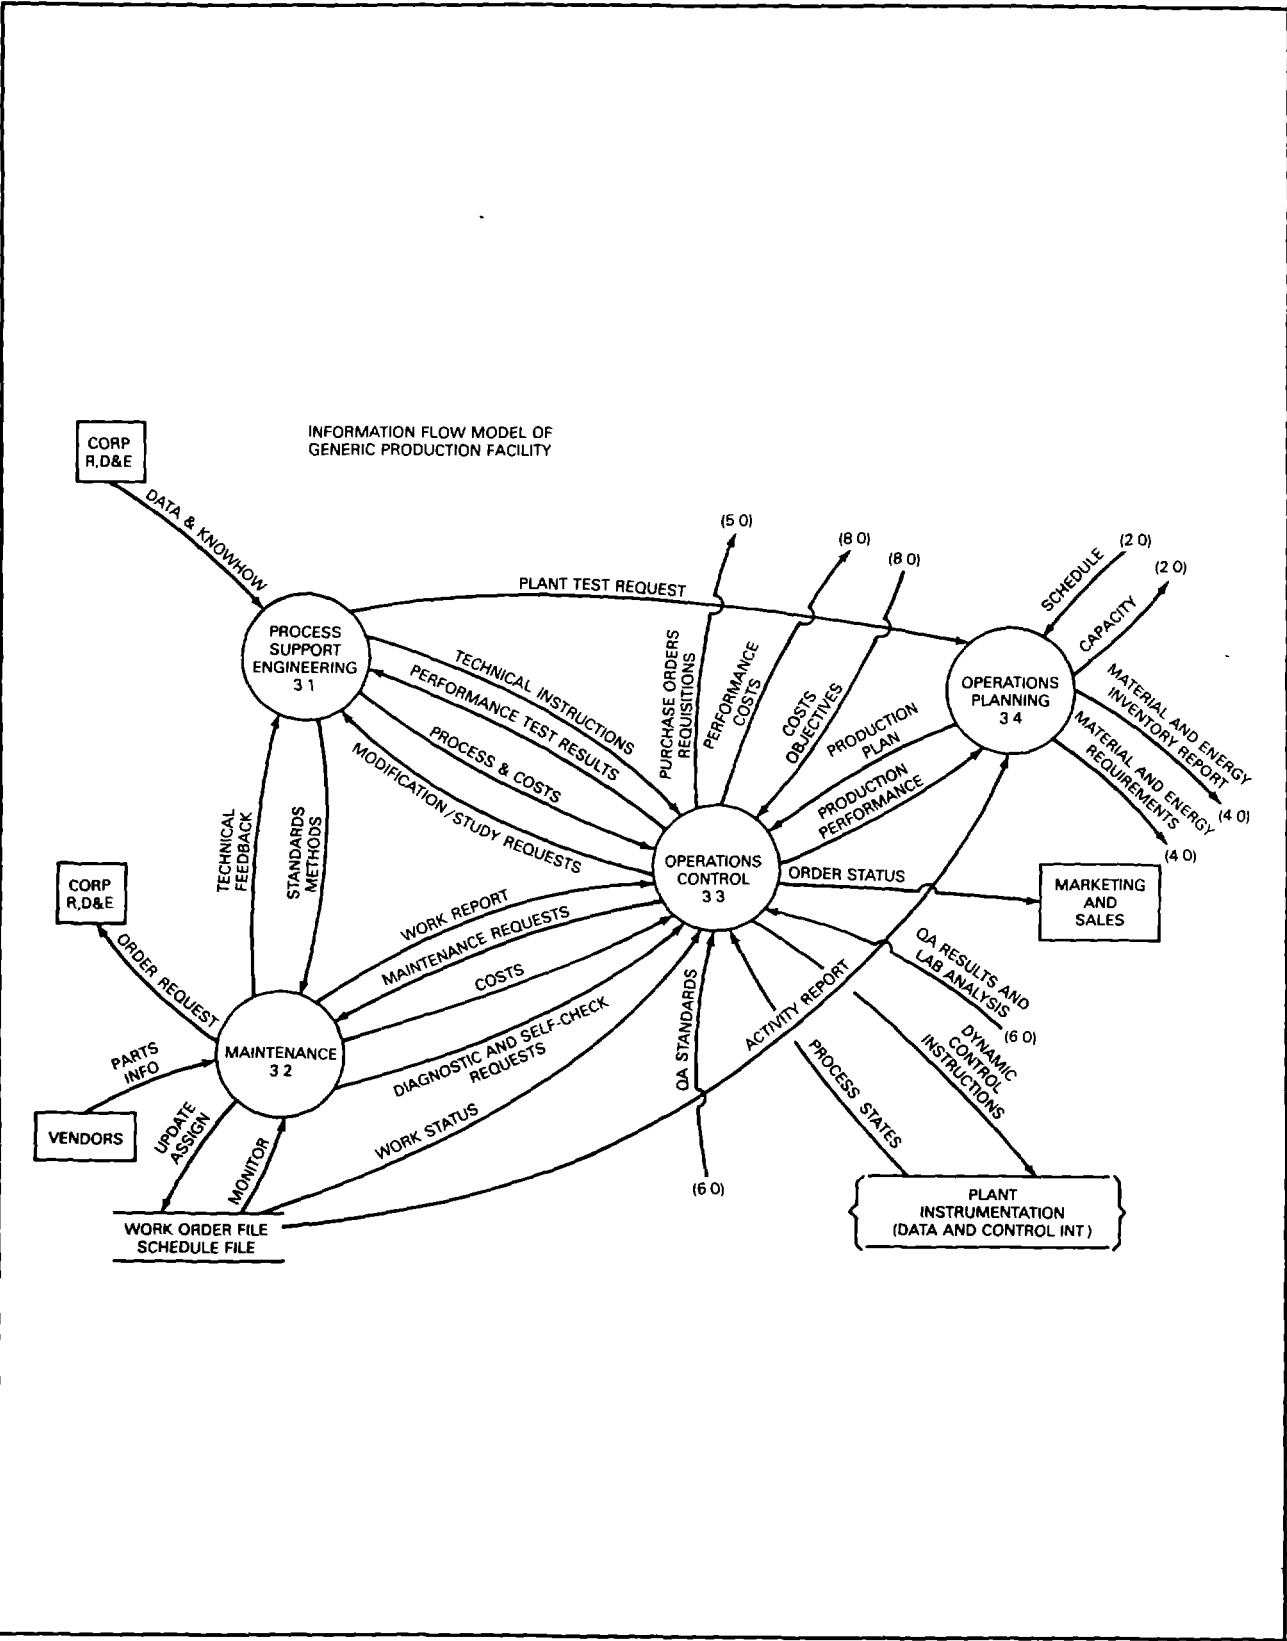 CORP
R,D&E
INFORMATION FLOW MODEL OF
GENERIC PRODUCTION FACILITY
DATA & KNOWHOW
(5 0)
(8 0)
(8 0)
(2 0)
(2 0)
SCHEDULE
CAPACITY
PLANT TEST REQUEST
PROCESS
SUPPORT
ENGINEERING
3 1
TECHNICAL INSTRUCTIONS
PERFORMANCE TEST RESULTS
PROCESS & COSTS
MODIFICATION/STUDY REQUESTS
PURCHASE ORDERS
REQUISITIONS
PERFORMANCE
COSTS
COSTS
OBJECTIVES
PRODUCTION
PLAN
PRODUCTION
PERFORMANCE
OPERATIONS
PLANNING
3 4
MATERIAL AND ENERGY
INVENTORY REPORT
MATERIAL AND ENERGY
REQUIREMENTS
(4 0)
(4 0)
TECHNICAL
FEEDBACK
STANDARDS
METHODS
OPERATIONS
CONTROL
3 3
ORDER STATUS
MARKETING
AND
SALES
CORP
R,D&E
ORDER REQUEST
WORK REPORT
MAINTENANCE REQUESTS
COSTS
DIAGNOSTIC AND SELF-CHECK
REQUESTS
WORK STATUS
QA STANDARDS
ACTIVITY REPORT
QA RESULTS AND
LAB ANALYSIS
(6 0)
DYNAMIC
CONTROL
INSTRUCTIONS
PROCESS STATES
MAINTENANCE
3 2
PARTS
INFO
VENDORS
UPDATE
ASSIGN
MONITOR
(6 0)
WORK ORDER FILE
SCHEDULE FILE
PLANT
INSTRUMENTATION
(DATA AND CONTROL INT)